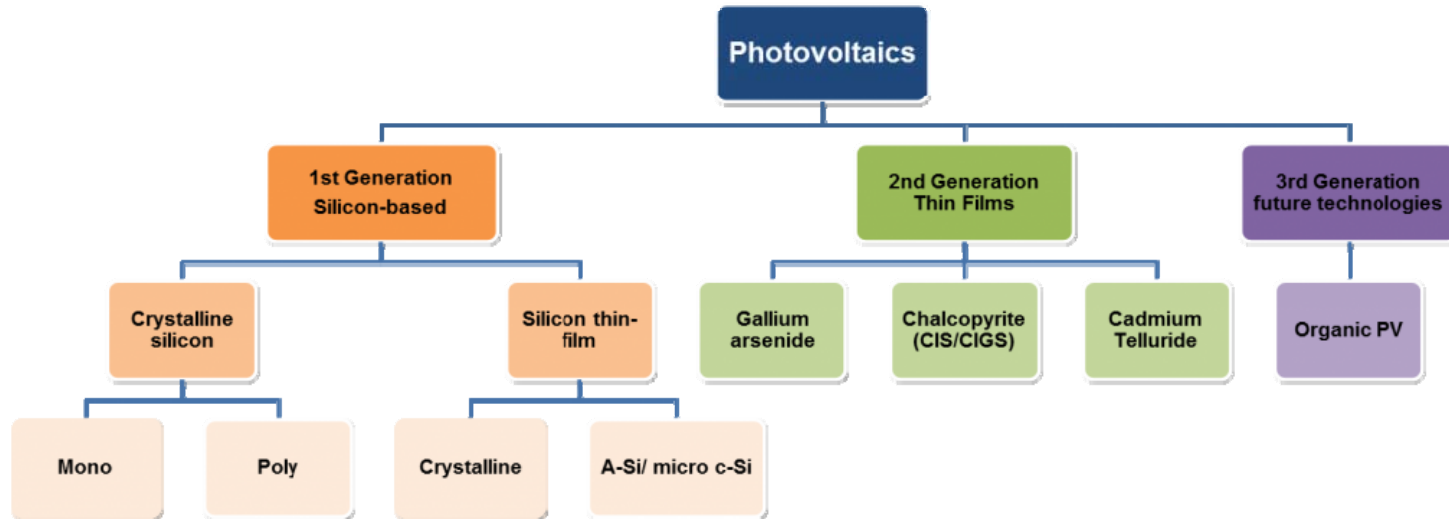 Photovoltaics
1st Generation
Silicon-based
2nd Generation
Thin Films
3rd Generation
future technologies
Crystalline
silicon
Silicon thin-
film
Gallium
arsenide
Chalcopyrite
(CIS/CIGS)
Cadmium
Telluride
Organic PV
Mono
Poly
Crystalline
A-Si/ micro c-Si